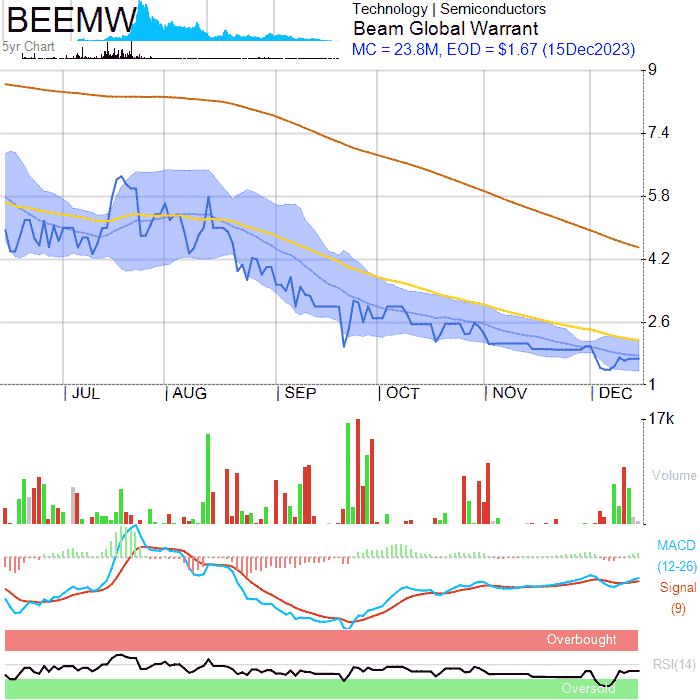 BEEMW
5yr Chart
Technology | Semiconductors
Beam Global Warrant
MC = 23.8M, EOD = $1.67 (15Dec2023)
9
7.4
5.8
4.2
2.6
1
JUL AUG SEP OCT NOV DEC
17k
Volume
MACD
(12-26)
Signal
(9)
Overbought
RSI(14)
Oversold